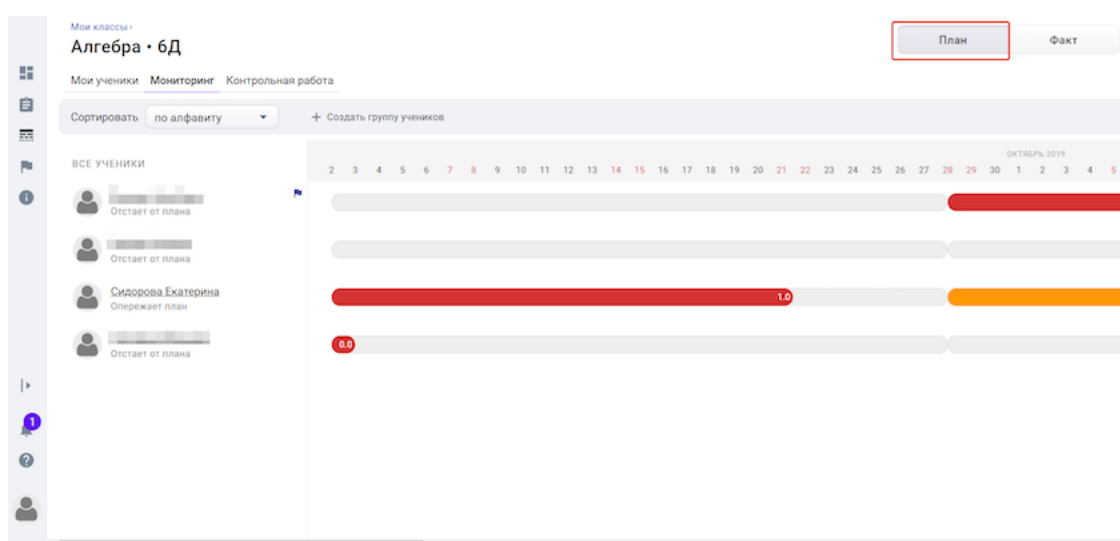 Мои классы›
Алгебра • 6Д
План Факт
Мои ученики Мониторинг Контрольная работа
Сортировать по алфавиту + Создать группу учеников
ОКТЯБРЬ 2019
ВСЕ УЧЕНИКИ
2 3 4 5 6 7 8 9 10 11 12 13 14 15 16 17 18 19 20 21 22 23 24 25 26 27 28 29 30 1 2 3 4 5
Отстает от плана
Отстает от плана
Сидорова Екатерина
1.0
Опережает план
0.0
Отстает от плана
1